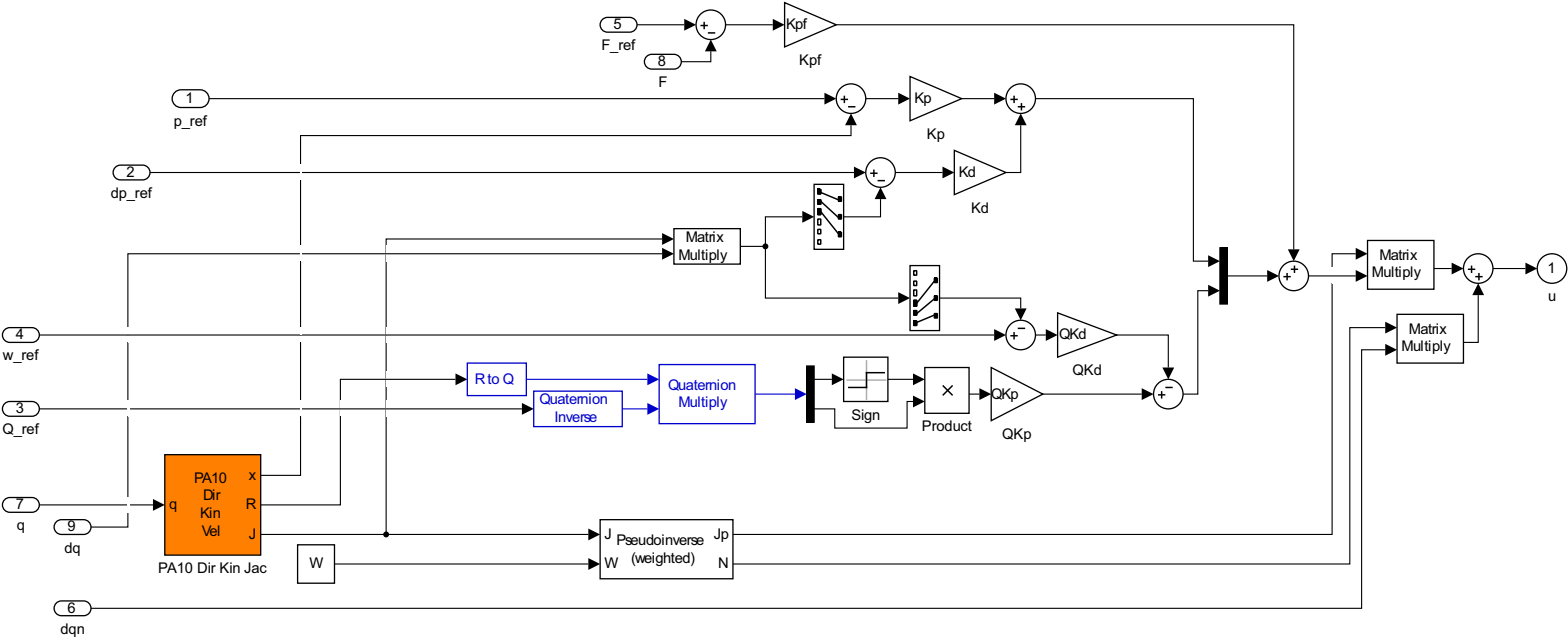 5
F_ref
+
−
Kpf
Kpf
8
F
1
p_ref
+
−
Kp
Kp
+
+
2
dp_ref
+
−
Kd
Kd
Matrix
Multiply
4
w_ref
−
+
QKd
QKd
+
+
Matrix
Multiply
+
+
1
u
Matrix
Multiply
R to Q
3
Q_ref
Quaternion
Inverse
Quaternion
Multiply
Sign
×
Product
QKp
QKp
−
+
7
q
9
dq
q
PA10
Dir
Kin
Vel
x
R
J
PA10 Dir Kin Jac
W
J
W
Pseudoinverse
(weighted)
Jp
N
6
dqn